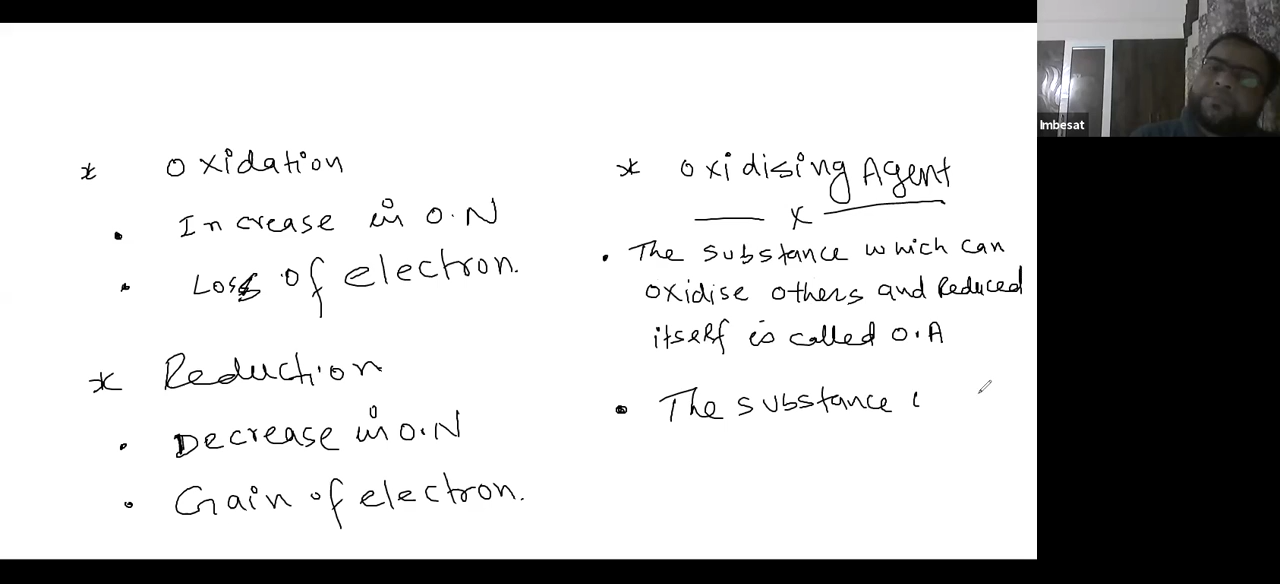 * Oxidation
• Increase in O.N
• Loss of electron.
* Reduction
• Decrease in O.N
• Gain of electron.
* Oxidising Agent
x
• The substance which can
oxidise others and Reduced
itself is called O.A
• The substance
Imbesat